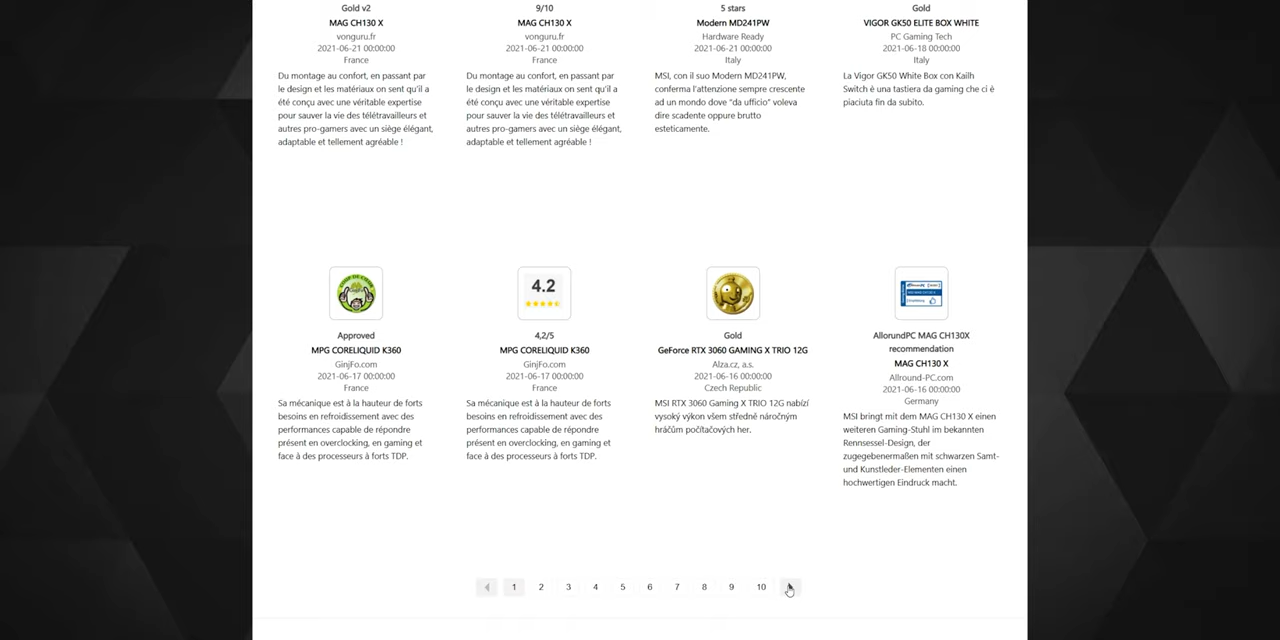 Gold v2
MAG CH130 X
vonguru.fr
2021-06-21 00:00:00
France
Du montage au confort, en passant par
le design et les matériaux on sent qu'il a
été conçu avec une véritable expertise
pour sauver la vie des télétravailleurs et
autres pro-gamers avec un siège élégant,
adaptable et tellement agréable !
9/10
MAG CH130 X
vonguru.fr
2021-06-21 00:00:00
France
Du montage au confort, en passant par
le design et les matériaux on sent qu'il a
été conçu avec une véritable expertise
pour sauver la vie des télétravailleurs et
autres pro-gamers avec un siège élégant,
adaptable et tellement agréable !
5 stars
Modern MD241PW
Hardware Ready
2021-06-21 00:00:00
Italy
MSI, con il suo Modern MD241PW,
conferma l'attenzione sempre crescente
ad un mondo dove "da ufficio" voleva
dire scadente oppure brutto
esteticamente.
Gold
VIGOR GK50 ELITE BOX WHITE
PC Gaming Tech
2021-06-18 00:00:00
Italy
La Vigor GK50 White Box con Kailh
Switch è una tastiera da gaming che ci è
piaciuta fin da subito.
Approved
MPG CORELIQUID K360
GinjFo.com
2021-06-17 00:00:00
France
Sa mécanique est à la hauteur de forts
besoins en refroidissement avec des
performances capable de répondre
présent en overclocking, en gaming et
face à des processeurs à forts TDP.
4.2
4,2/5
MPG CORELIQUID K360
GinjFo.com
2021-06-17 00:00:00
France
Sa mécanique est à la hauteur de forts
besoins en refroidissement avec des
performances capable de répondre
présent en overclocking, en gaming et
face à des processeurs à forts TDP.
Gold
GeForce RTX 3060 GAMING X TRIO 12G
Alza.cz, a.s.
2021-06-16 00:00:00
Czech Republic
MSI RTX 3060 Gaming X TRIO 12G nabízí
vysoký výkon všem středně náročným
hráčům počítačových her.
AllorundPC MAG CH130X
recommendation
MAG CH130 X
Allround-PC.com
2021-06-16 00:00:00
Germany
MSI bringt mit dem MAG CH130 X einen
weiteren Gaming-Stuhl im bekannten
Rennsessel-Design, der
zugegebenermaßen mit schwarzen Samt-
und Kunstleder-Elementen einen
hochwertigen Eindruck macht.
1 2 3 4 5 6 7 8 9 10